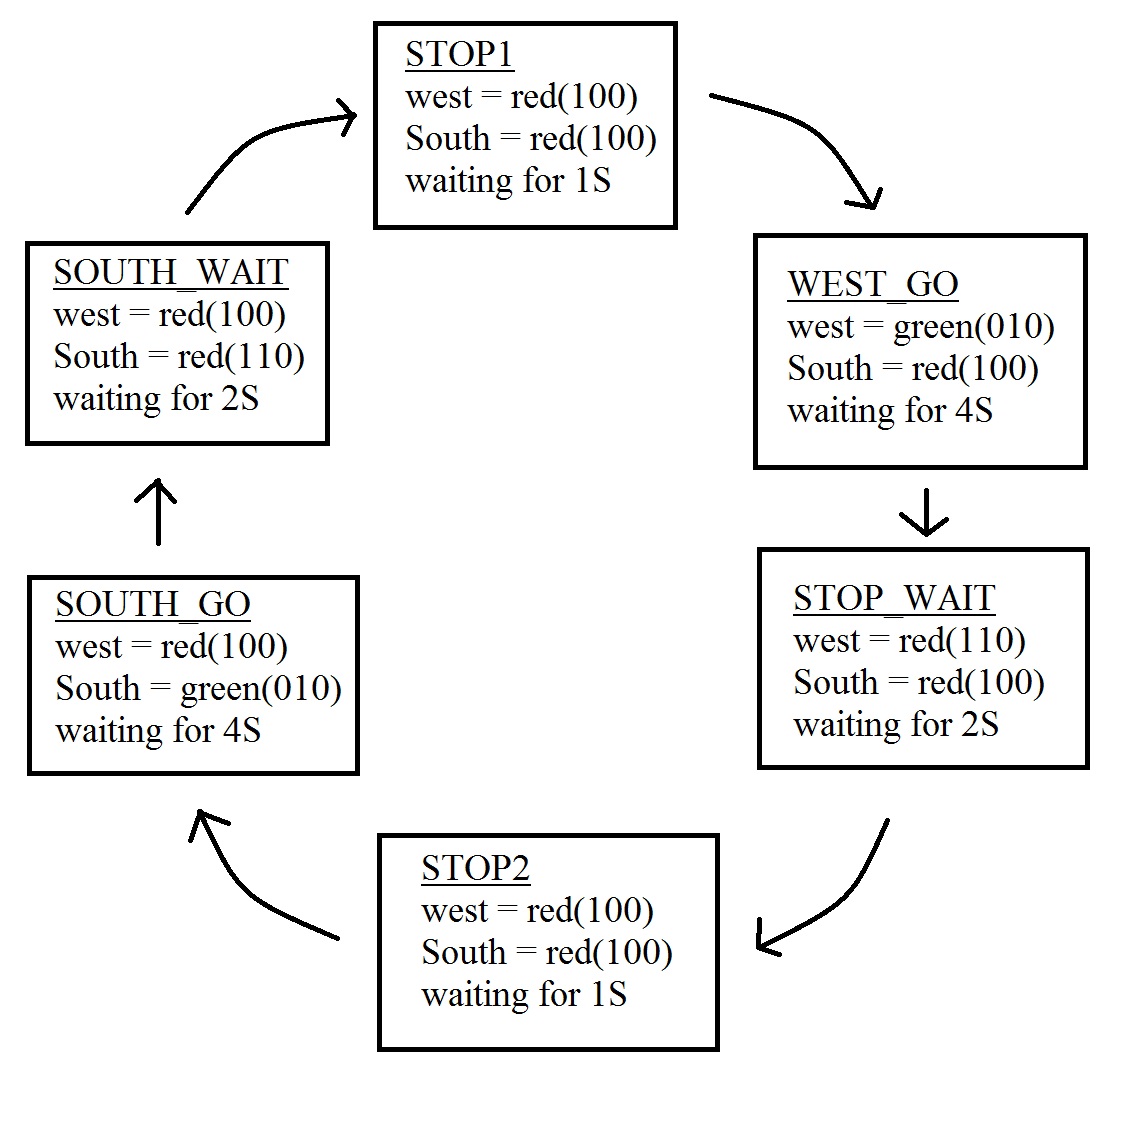 STOP1
west = red(100)
South = red(100)
waiting for 1S
WEST_GO
west = green(010)
South = red(100)
waiting for 4S
STOP_WAIT
west = red(110)
South = red(100)
waiting for 2S
STOP2
west = red(100)
South = red(100)
waiting for 1S
SOUTH_GO
west = red(100)
South = green(010)
waiting for 4S
SOUTH_WAIT
west = red(100)
South = red(110)
waiting for 2S